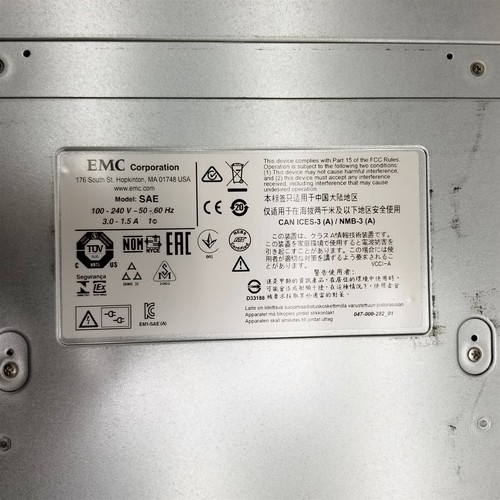 EMC Corporation
176 South St. Hopkinton, MA 01748 USA
www.emc.com
Model: SAE
100 - 240 V ~ 50 - 60 Hz
3.0 - 1.5 A 1Φ
TÜV
US
NOM
NYCE
EAC
Segurança
EM1-SAE (A)
20
This device complies with Part 15 of the FCC Rules.
Operation is subject to the following two conditions:
(1) This device may not cause harmful interference,
and (2) this device must accept any interference
received, including interference that may cause
undesired operation.
本标签只适用于中国大陆地区
仅适用于在海拔两千米及以下地区安全使用
CAN ICES-3 (A) / NMB-3 (A)
この装置は、クラスA情報技術装置です。
この装置を家庭環境で使用すると電波妨害を
引き起こすことがあります。この場合には使
用者が適切な対策を講ずるよう要求されるこ
とがあります。 VCCI-A
警告使用者:
這是甲類的資訊產品，在居住的環境中使用時，
可能會造成射頻干擾，在這種情況下，使用者會
被要求採取某些適當的對策。
D33188
Laite on liitettävä suojamaadoituskoskettimilla varustettuun pistorasiaan
Apparatet må tilkoples jordet stikkontakt
Apparaten skall anslutas till jordat uttag
047-000-282_01